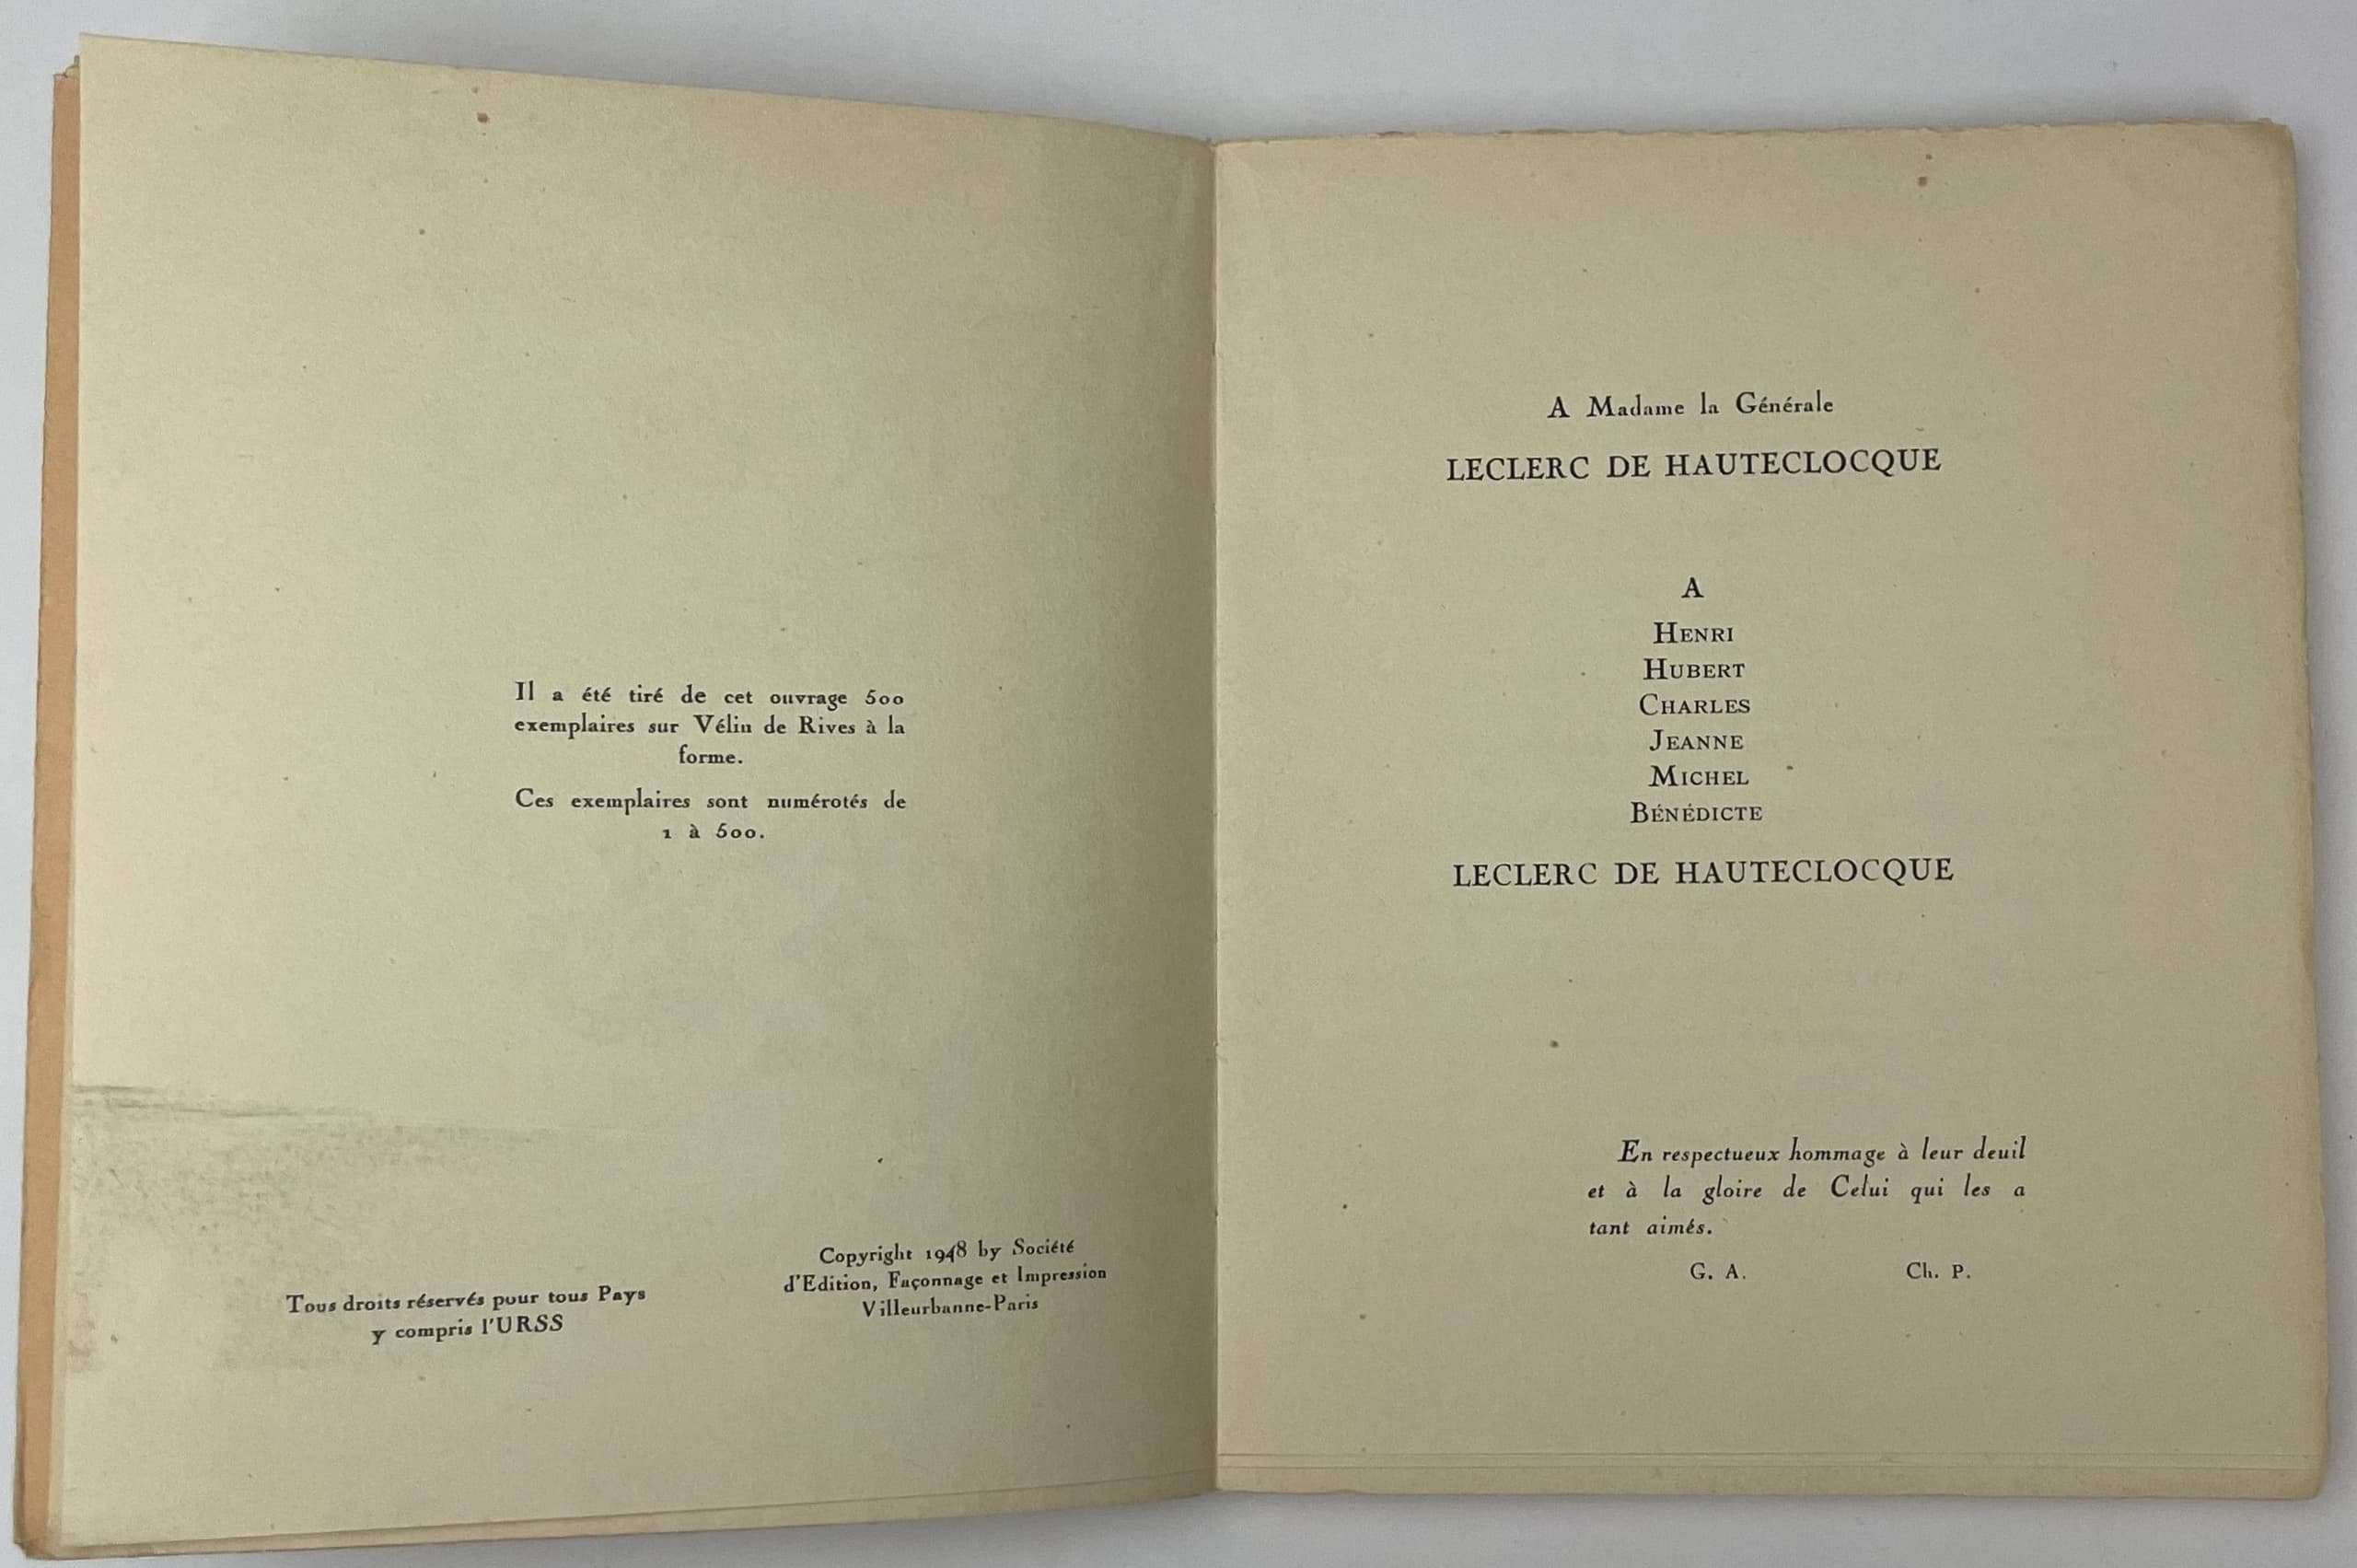 Il a été tiré de cet ouvrage 500
exemplaires sur Vélin de Rives à la
forme.
Ces exemplaires sont numérotés de
1 à 500.
Tous droits réservés pour tous Pays
y compris l'URSS
Copyright 1948 by Société
d'Edition, Façonnage et Impression
Villeurbanne-Paris
A Madame la Générale
LECLERC DE HAUTECLOCQUE
A
HENRI
HUBERT
CHARLES
JEANNE
MICHEL
BÉNÉDICTE
LECLERC DE HAUTECLOCQUE
En respectueux hommage à leur deuil
et à la gloire de Celui qui les a
tant aimés.
G. A. Ch. P.